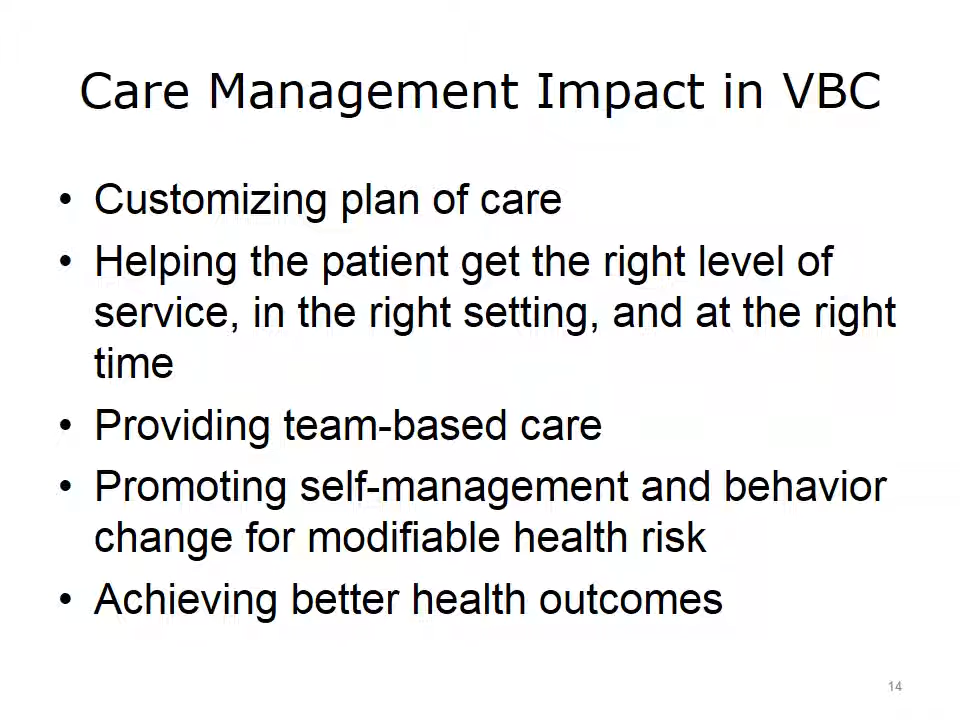 Care Management Impact in VBC
• Customizing plan of care
• Helping the patient get the right level of
service, in the right setting, and at the right
time
• Providing team-based care
• Promoting self-management and behavior
change for modifiable health risk
• Achieving better health outcomes
14